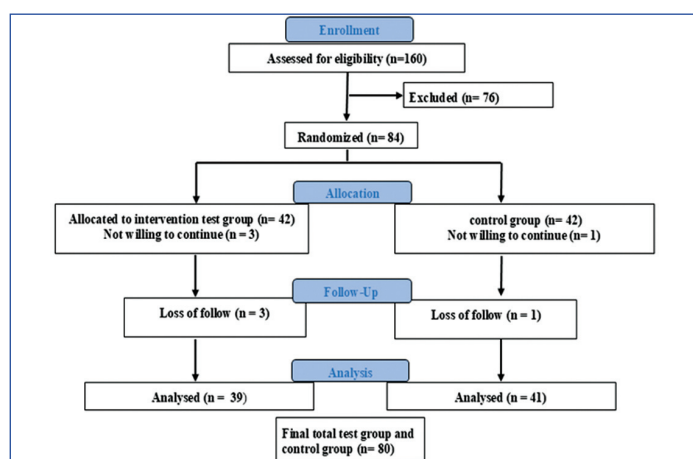 Enrollment
Assessed for eligibility (n=160)
Excluded (n= 76)
Randomized (n= 84)
Allocation
Allocated to intervention test group (n= 42)
Not willing to continue (n = 3)
control group (n= 42)
Not willing to continue (n= 1)
Follow-Up
Loss of follow (n = 3)
Loss of follow (n = 1)
Analysis
Analysed (n = 39)
Analysed (n = 41)
Final total test group and
control group (n= 80)